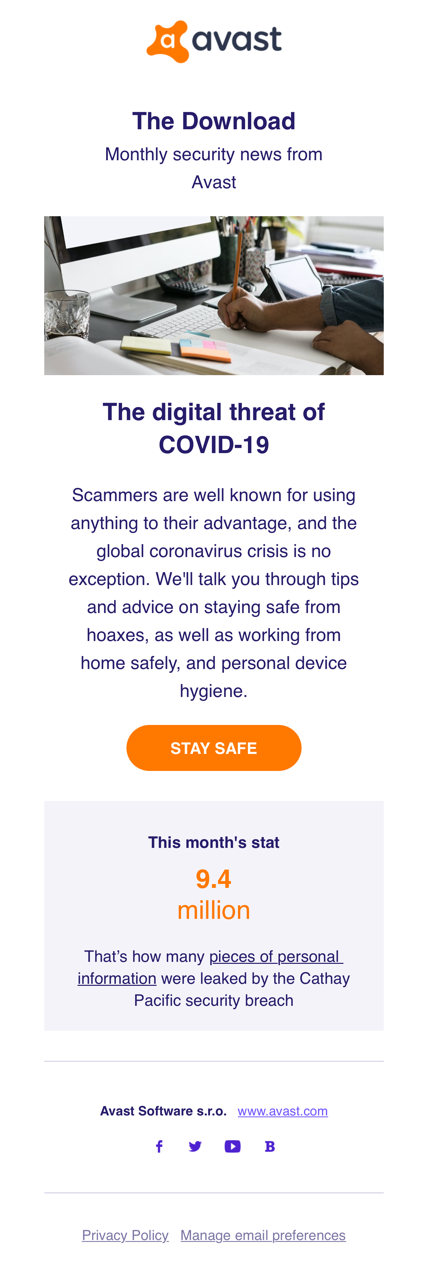 avast
The Download
Monthly security news from
Avast
The digital threat of
COVID-19
Scammers are well known for using
anything to their advantage, and the
global coronavirus crisis is no
exception. We'll talk you through tips
and advice on staying safe from
hoaxes, as well as working from
home safely, and personal device
hygiene.
STAY SAFE
This month's stat
9.4
million
That’s how many pieces of personal
information were leaked by the Cathay
Pacific security breach
Avast Software s.r.o. www.avast.com
Privacy Policy Manage email preferences